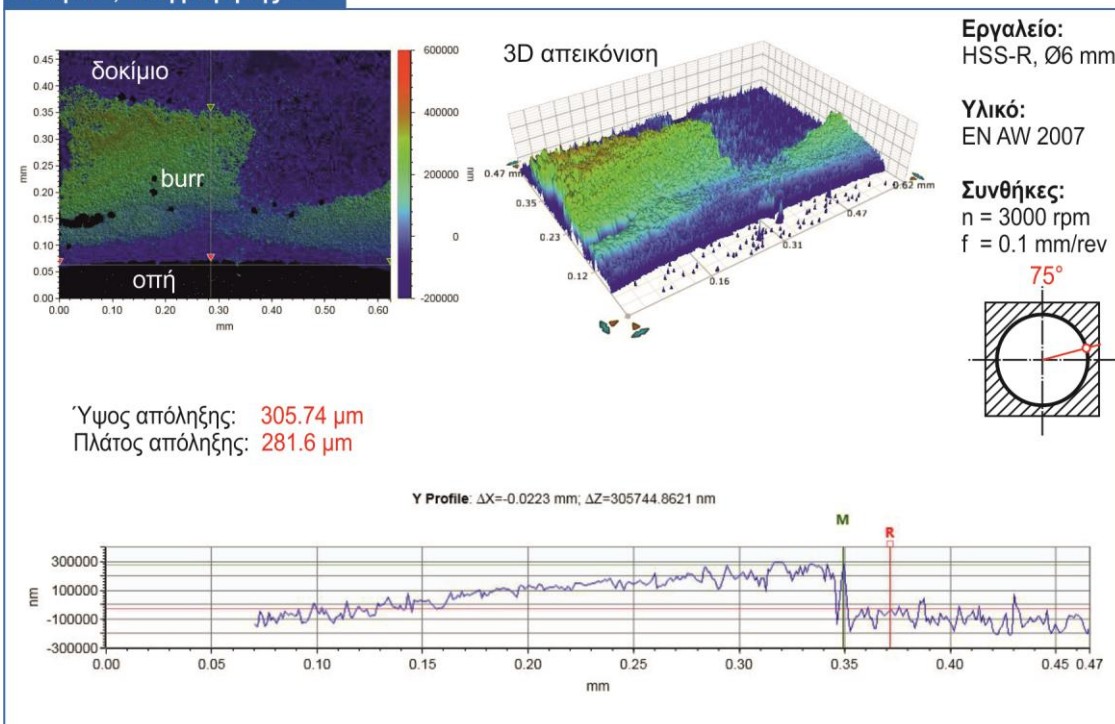 δοκίμιο
burr
οπή
0.45
0.40
0.35
0.30
0.25
0.20
0.15
0.10
0.05
0.00
mm
0.00
0.10
0.20
0.30
0.40
0.50
0.60
mm
600000
400000
200000
0
-200000
nm
3D απεικόνιση
0.47 mm
0.35
0.23
0.12
0.16
0.31
0.47
0.62 mm
Εργαλείο:
HSS-R, Ø6 mm
Υλικό:
EN AW 2007
Συνθήκες:
n = 3000 rpm
f = 0.1 mm/rev
75°
Ύψος απόληξης: 305.74 μm
Πλάτος απόληξης: 281.6 μm
Y Profile: ΔX=-0.0223 mm; ΔZ=305744.8621 nm
M
R
300000
100000
-100000
-300000
nm
0.00
0.05
0.10
0.15
0.20
0.25
0.30
0.35
0.40
0.45
0.47
mm